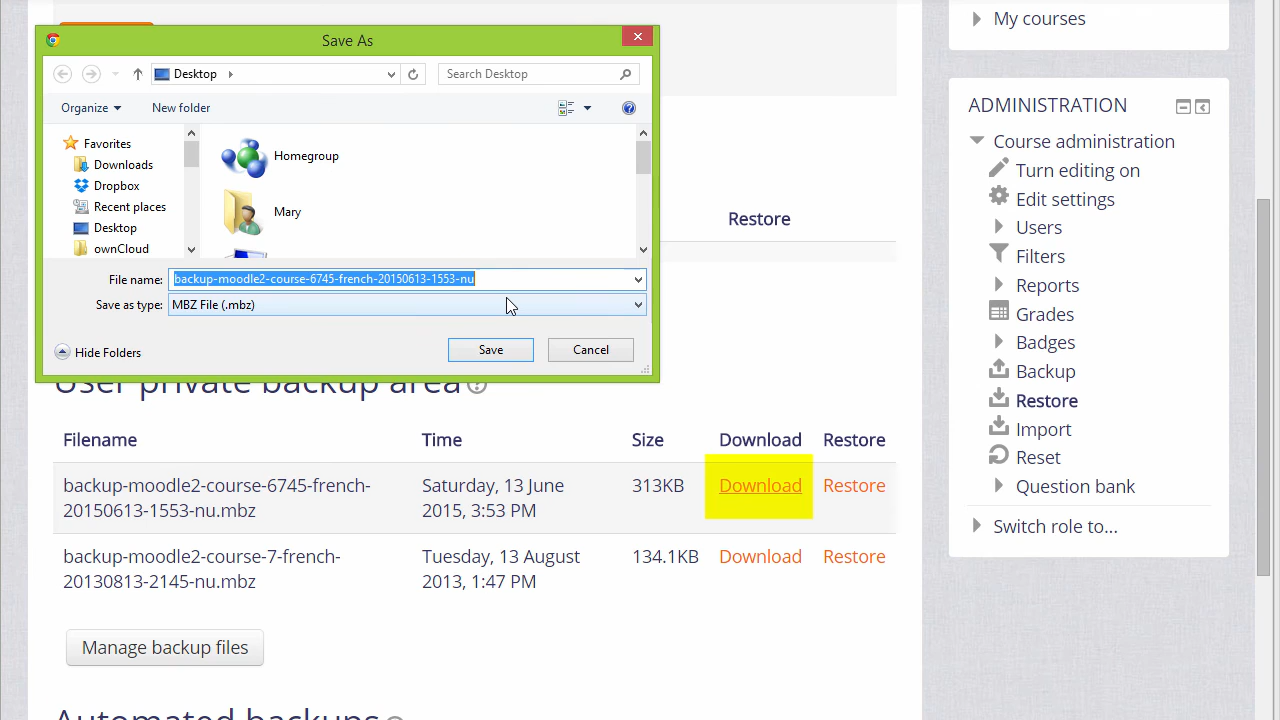 Save As
Desktop
Search Desktop
Organize
New folder
Favorites
Downloads
Dropbox
Recent places
Desktop
ownCloud
Homegroup
Mary
File name: backup-moodle2-course-6745-french-20150613-1553-nu
Save as type: MBZ File (.mbz)
Hide Folders
Save
Cancel
Restore
User private backup area
Filename Time Size Download Restore
backup-moodle2-course-6745-french-
20150613-1553-nu.mbz
Saturday, 13 June
2015, 3:53 PM
313KB
Download
Restore
backup-moodle2-course-7-french-
20130813-2145-nu.mbz
Tuesday, 13 August
2013, 1:47 PM
134.1KB
Download
Restore
Manage backup files
Automated backups
My courses
ADMINISTRATION
Course administration
Turn editing on
Edit settings
Users
Filters
Reports
Grades
Badges
Backup
Restore
Import
Reset
Question bank
Switch role to...